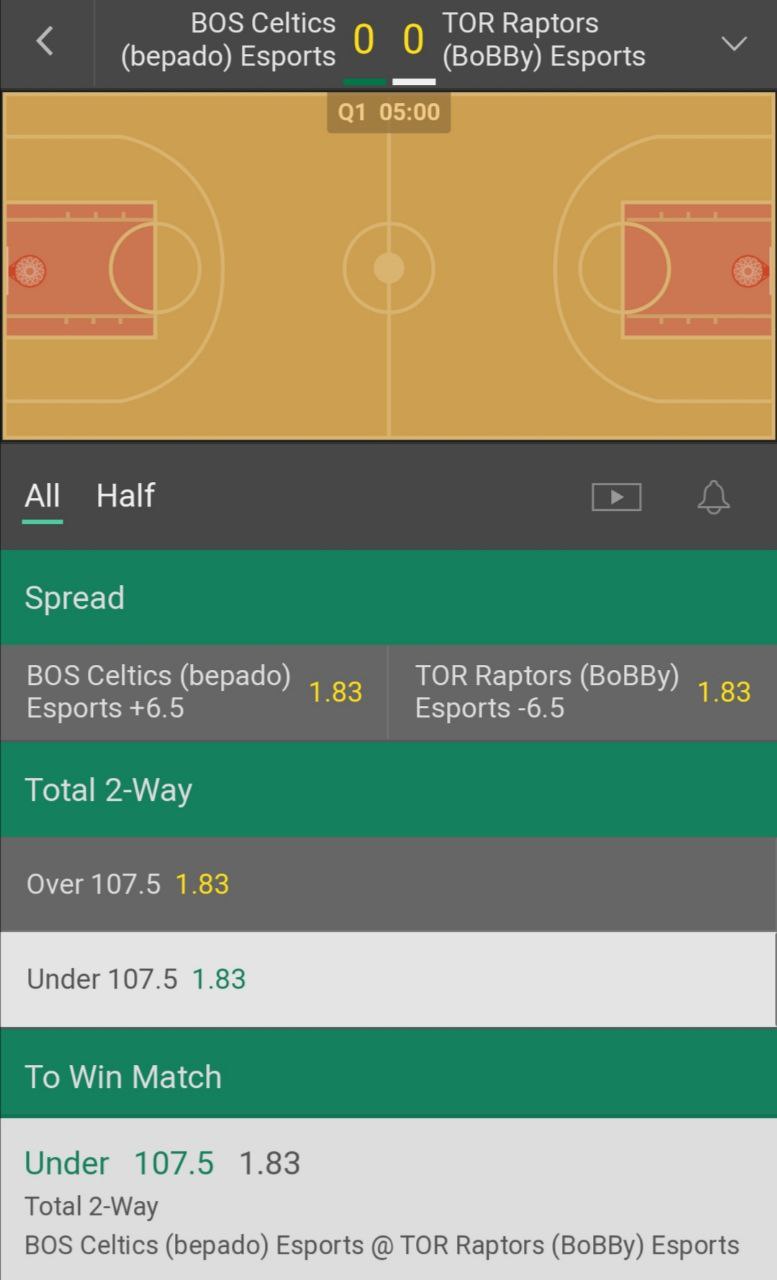 BOS Celtics
(bepado) Esports
0 0
TOR Raptors
(BoBBy) Esports
Q1 05:00
All Half
Spread
BOS Celtics (bepado)
Esports +6.5
1.83
TOR Raptors (BoBBy)
Esports -6.5
1.83
Total 2-Way
Over 107.5 1.83
Under 107.5 1.83
To Win Match
Under 107.5 1.83
Total 2-Way
BOS Celtics (bepado) Esports @ TOR Raptors (BoBBy) Esports